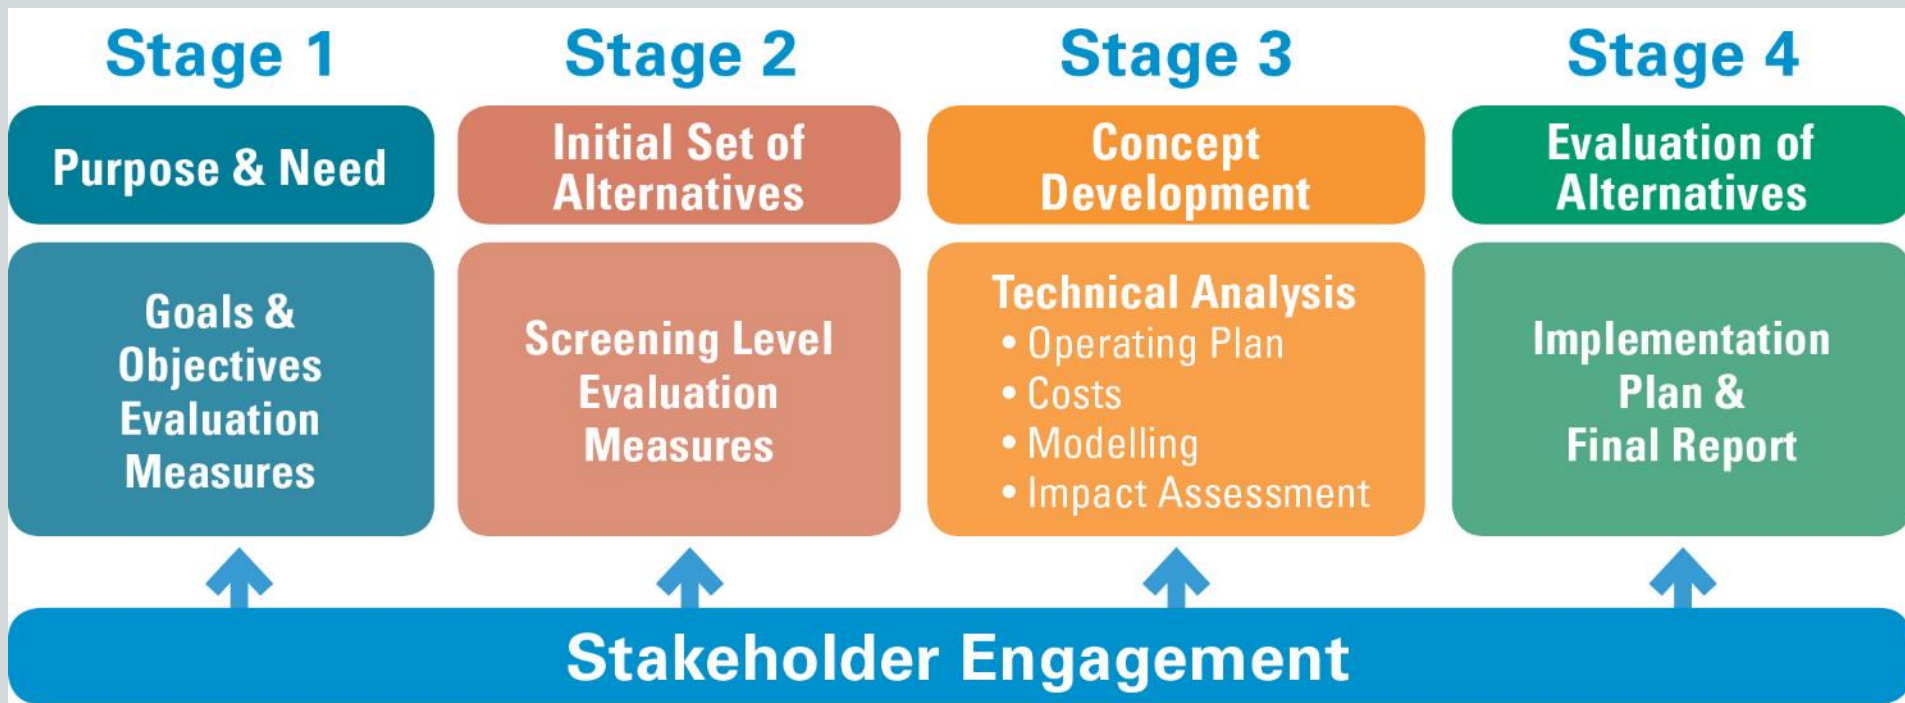 Stage 1
Purpose & Need
Goals &
Objectives
Evaluation
Measures
Stage 2
Initial Set of
Alternatives
Screening Level
Evaluation
Measures
Stage 3
Concept
Development
Technical Analysis
• Operating Plan
• Costs
• Modelling
• Impact Assessment
Stage 4
Evaluation of
Alternatives
Implementation
Plan &
Final Report
Stakeholder Engagement